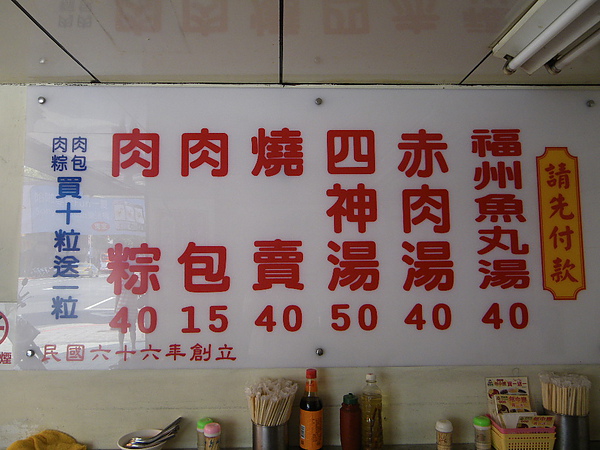 請先付款
福州魚丸湯 40
赤肉湯 40
四神湯 50
燒賣 40
肉包 15
肉粽 40
肉包
肉粽
買十粒送一粒
民國六十六年創立
煙